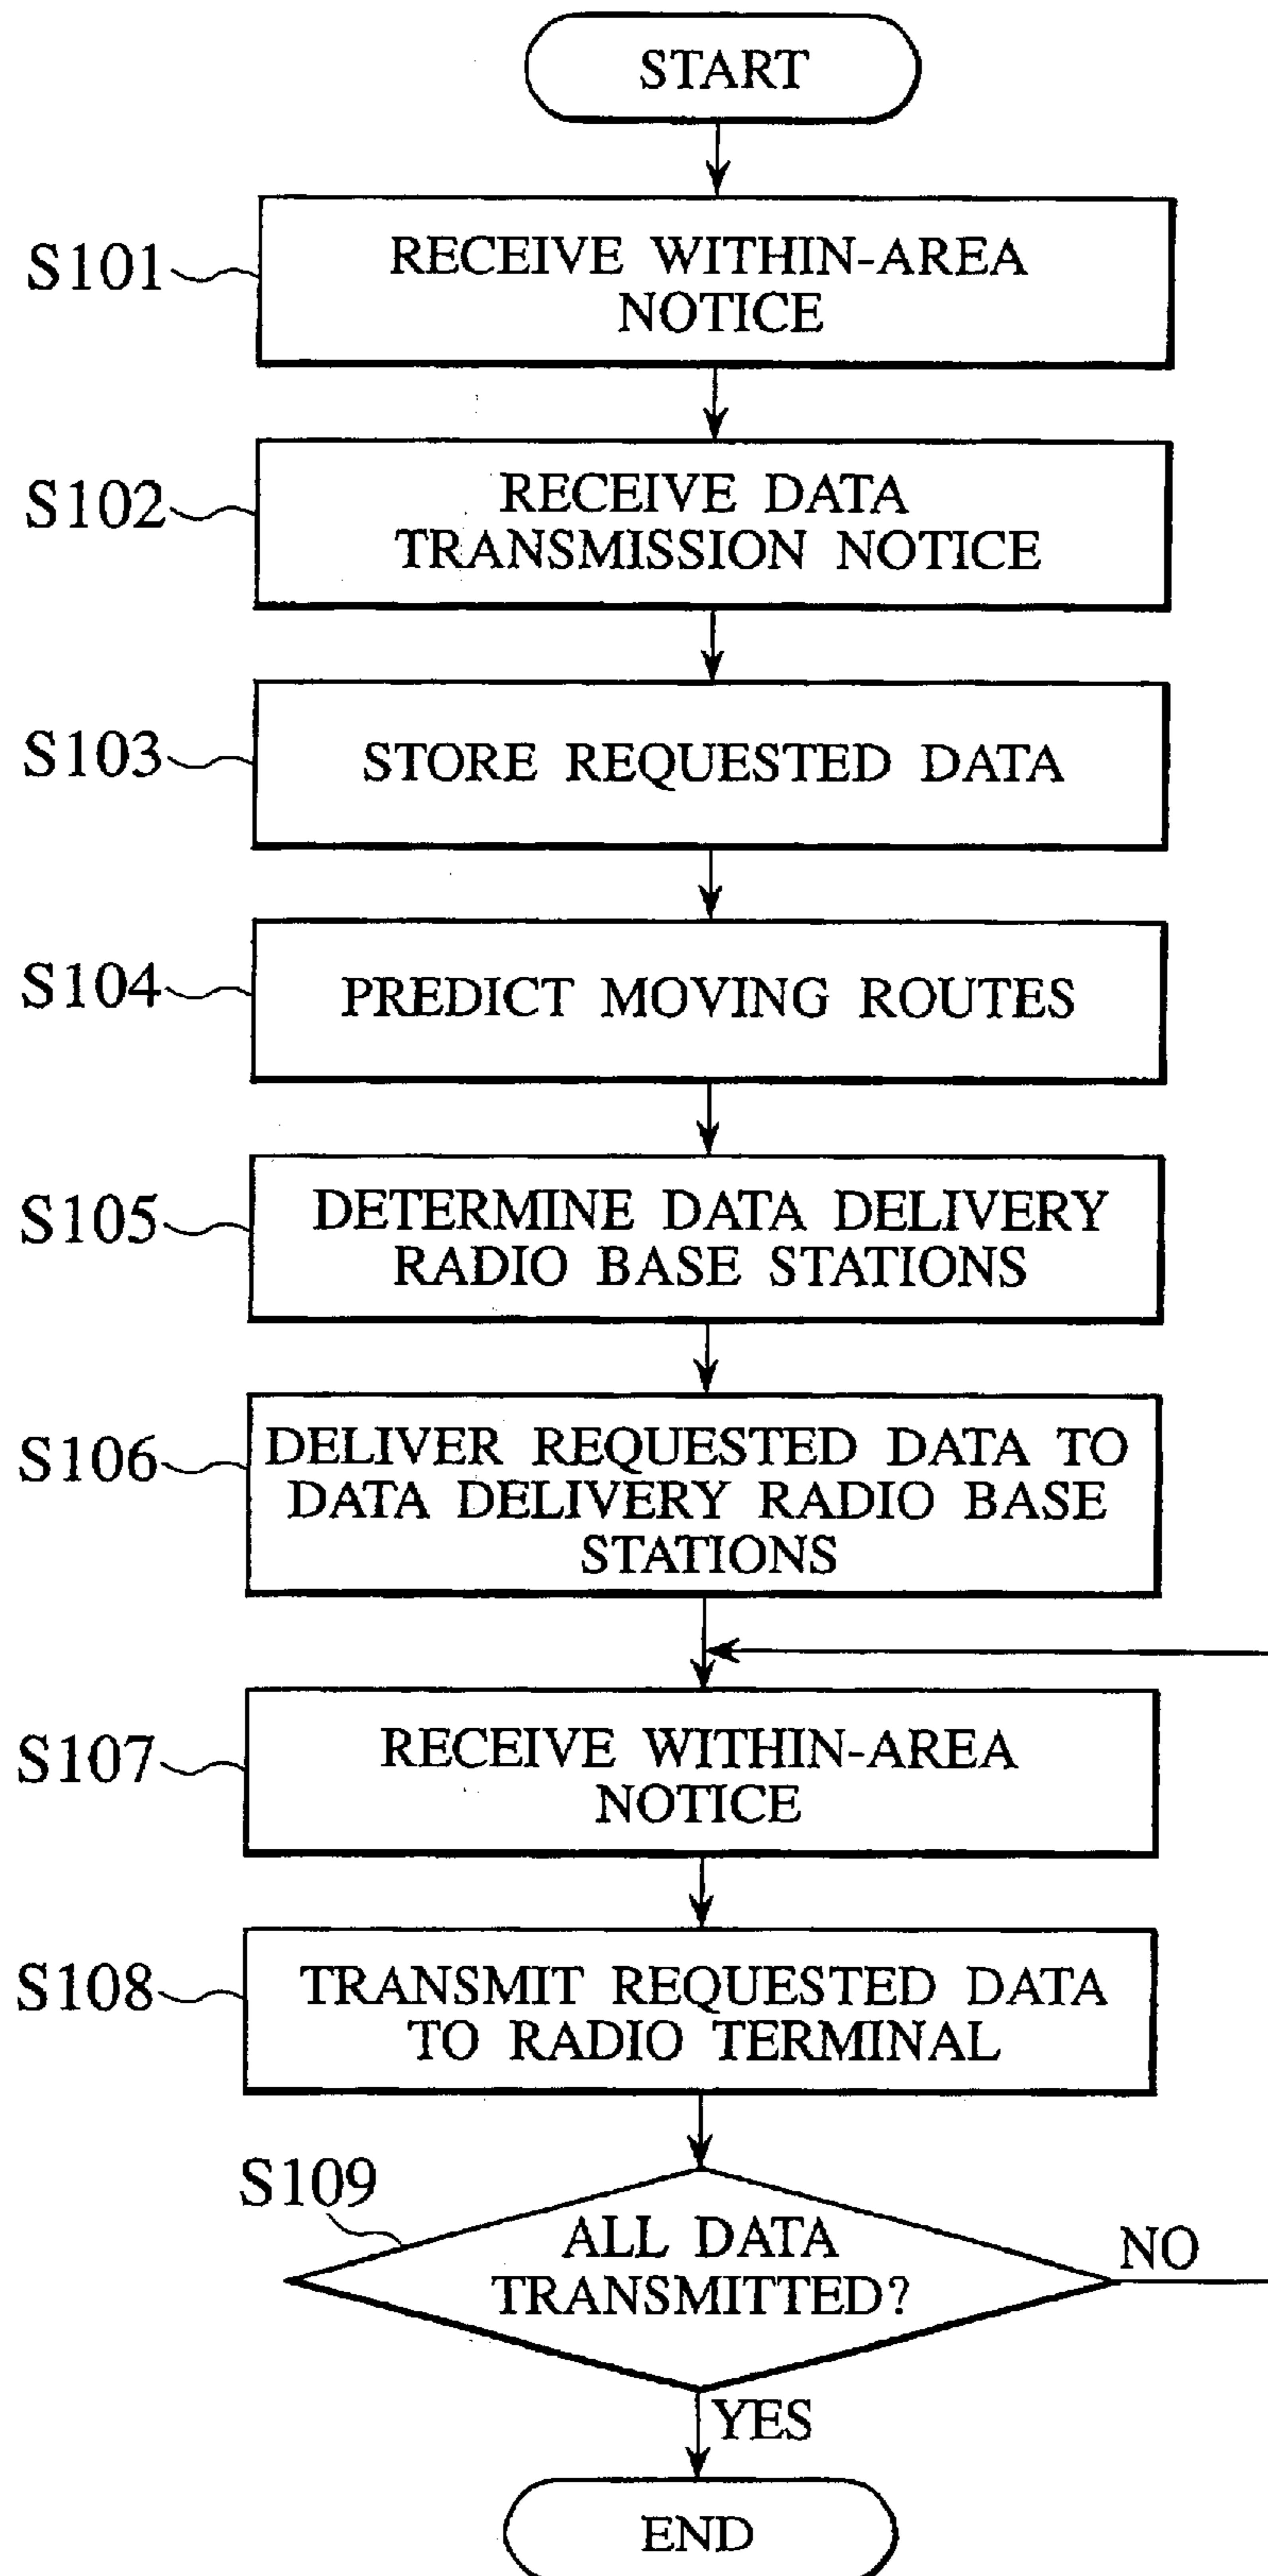 START
S101
RECEIVE WITHIN-AREA
NOTICE
S102
RECEIVE DATA
TRANSMISSION NOTICE
S103
STORE REQUESTED DATA
S104
PREDICT MOVING ROUTES
S105
DETERMINE DATA DELIVERY
RADIO BASE STATIONS
S106
DELIVER REQUESTED DATA TO
DATA DELIVERY RADIO BASE
STATIONS
S107
RECEIVE WITHIN-AREA
NOTICE
S108
TRANSMIT REQUESTED DATA
TO RADIO TERMINAL
S109
ALL DATA
TRANSMITTED?
NO
YES
END